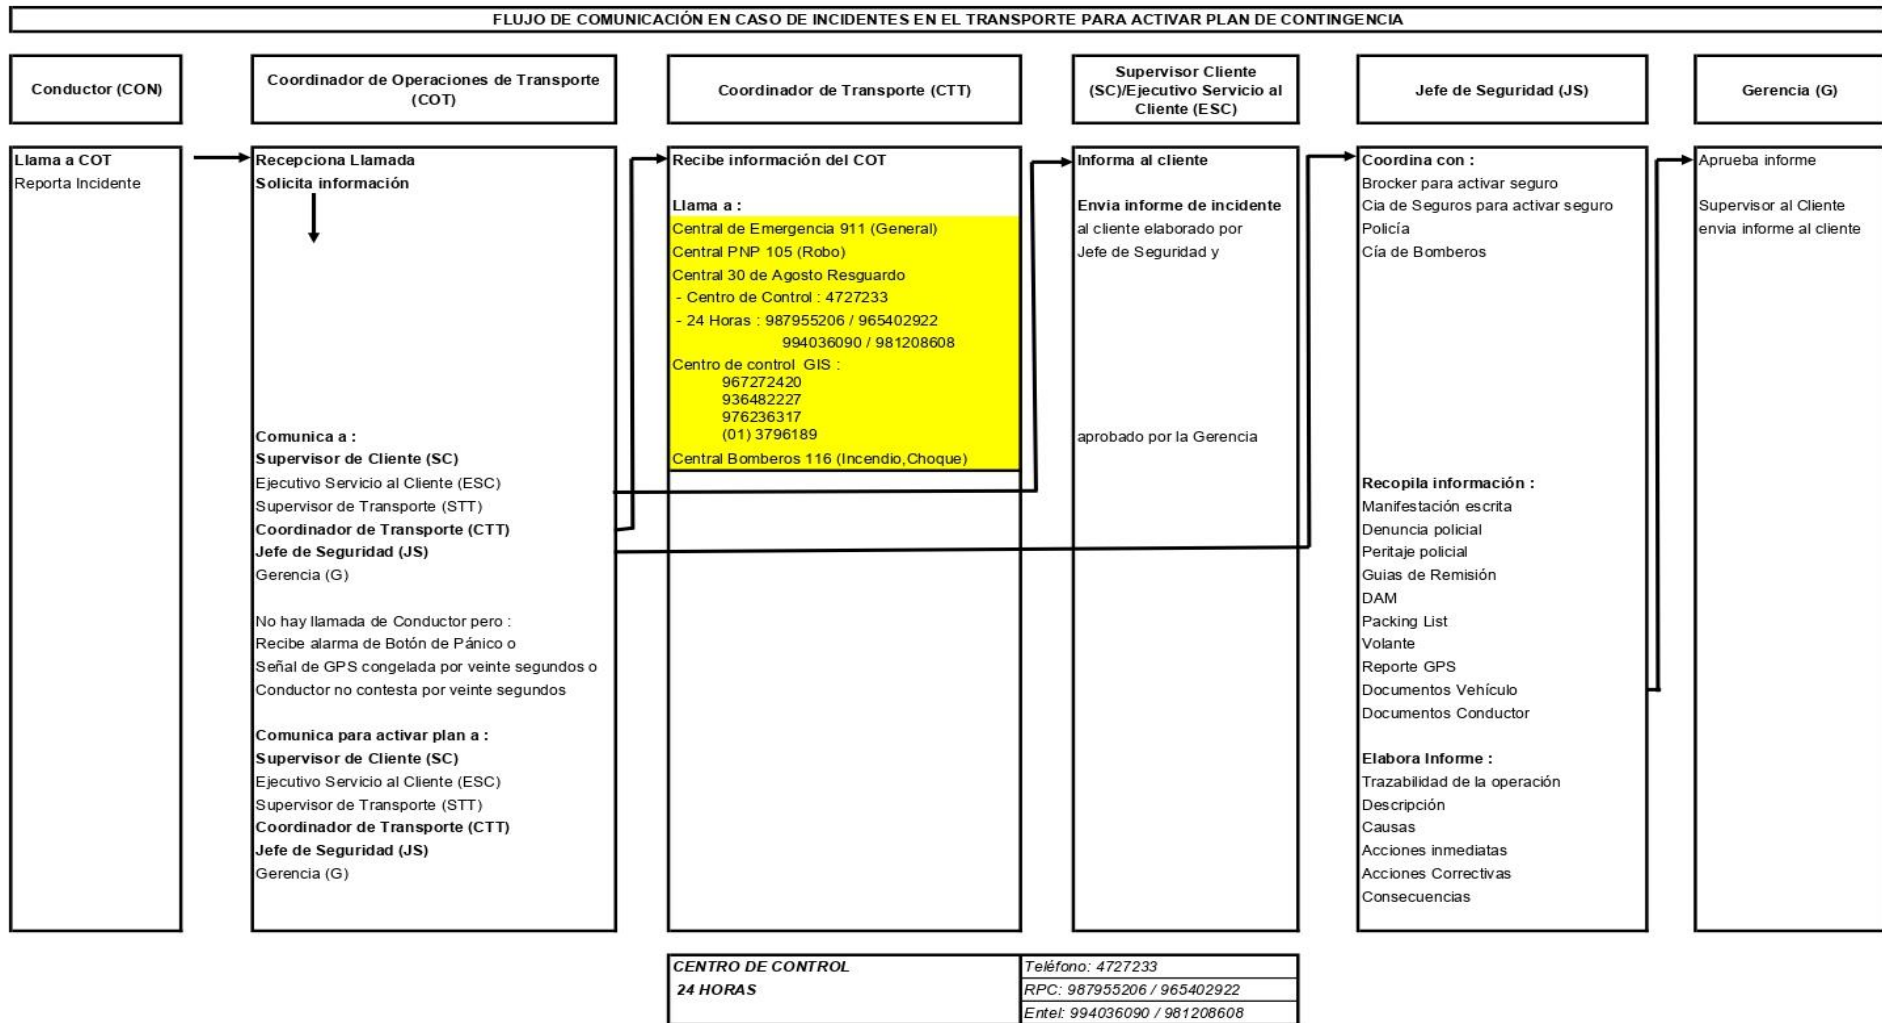 FLUJO DE COMUNICACIÓN EN CASO DE INCIDENTES EN EL TRANSPORTE PARA ACTIVAR PLAN DE CONTINGENCIA
Conductor (CON)
Coordinador de Operaciones de Transporte
(COT)
Coordinador de Transporte (CTT)
Supervisor Cliente
(SC)/Ejecutivo Servicio al
Cliente (ESC)
Jefe de Seguridad (JS)
Gerencia (G)
Llama a COT
Reporta Incidente
Recepciona Llamada
Solicita información
Comunica a :
Supervisor de Cliente (SC)
Ejecutivo Servicio al Cliente (ESC)
Supervisor de Transporte (STT)
Coordinador de Transporte (CTT)
Jefe de Seguridad (JS)
Gerencia (G)
No hay llamada de Conductor pero :
Recibe alarma de Botón de Pánico o
Señal de GPS congelada por veinte segundos o
Conductor no contesta por veinte segundos
Comunica para activar plan a :
Supervisor de Cliente (SC)
Ejecutivo Servicio al Cliente (ESC)
Supervisor de Transporte (STT)
Coordinador de Transporte (CTT)
Jefe de Seguridad (JS)
Gerencia (G)
Recibe información del COT
Llama a :
Central de Emergencia 911 (General)
Central PNP 105 (Robo)
Central 30 de Agosto Resguardo
- Centro de Control : 4727233
- 24 Horas : 987955206 / 965402922
994036090 / 981208608
Centro de control GIS :
967272420
936482227
976236317
(01) 3796189
Central Bomberos 116 (Incendio,Choque)
Informa al cliente
Envia informe de incidente
al cliente elaborado por
Jefe de Seguridad y
aprobado por la Gerencia
Coordina con :
Brocker para activar seguro
Cia de Seguros para activar seguro
Policía
Cía de Bomberos
Recopila información :
Manifestación escrita
Denuncia policial
Peritaje policial
Guias de Remisión
DAM
Packing List
Volante
Reporte GPS
Documentos Vehículo
Documentos Conductor
Elabora Informe :
Trazabilidad de la operación
Descripción
Causas
Acciones inmediatas
Acciones Correctivas
Consecuencias
Aprueba informe
Supervisor al Cliente
envia informe al cliente
CENTRO DE CONTROL
24 HORAS
Teléfono: 4727233
RPC: 987955206 / 965402922
Entel: 994036090 / 981208608